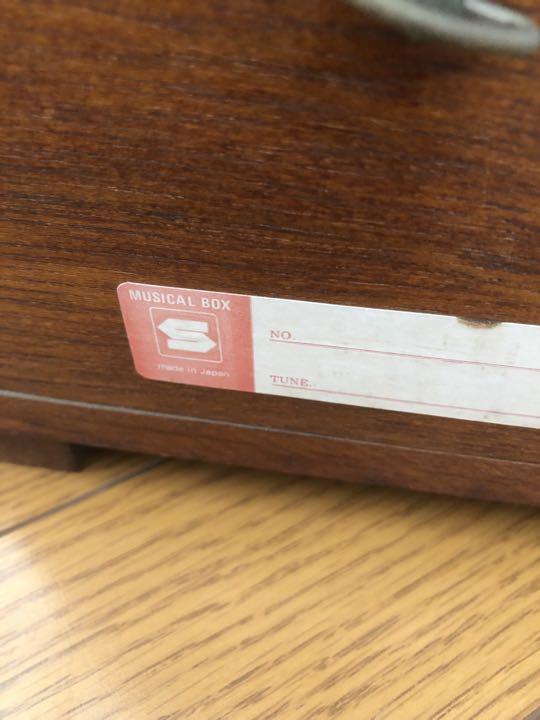 MUSICAL BOX
S
made in Japan
NO.
TUNE.